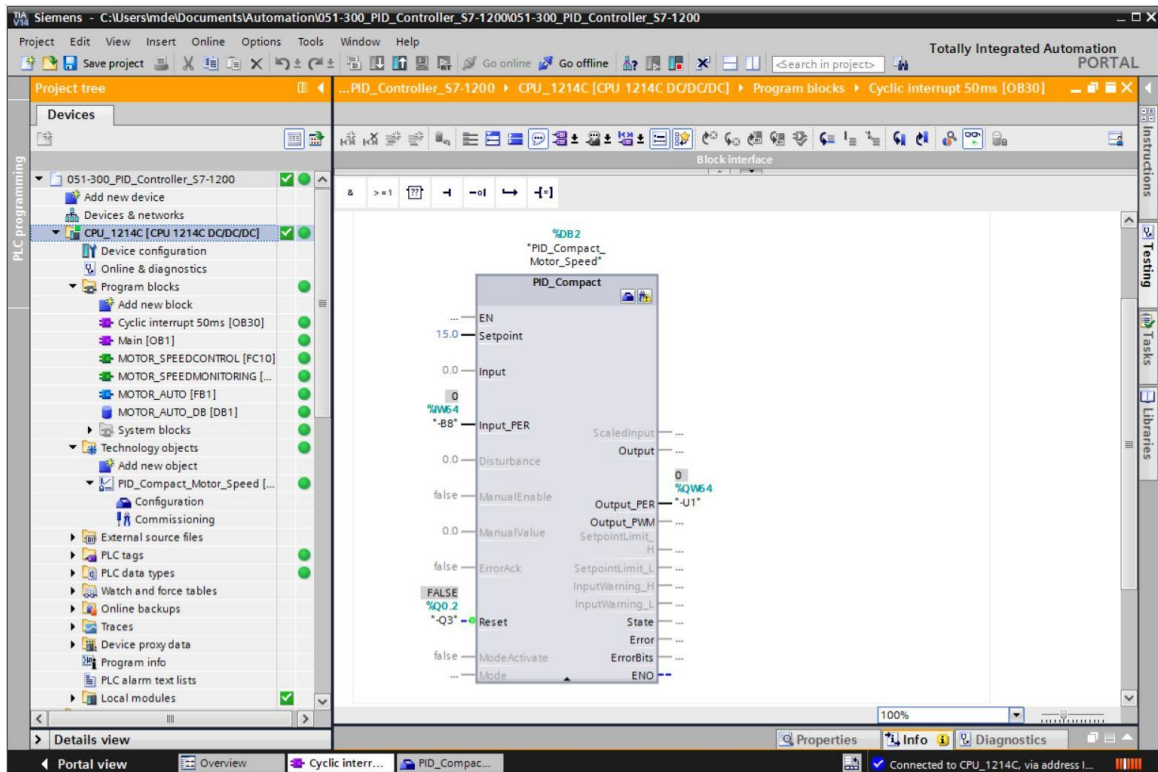 TIA V14 Siemens - C:\Users\mde\Documents\Automation\051-300_PID_Controller_S7-1200\051-300_PID_Controller_S7-1200
Project Edit View Insert Online Options Tools Window Help
Totally Integrated Automation
PORTAL
Save project Go online Go offline <Search in project>
Project tree
...PID_Controller_S7-1200 CPU_1214C [CPU 1214C DC/DC/DC] Program blocks Cyclic interrupt 50ms [OB30]
Devices
PLC programming
051-300_PID_Controller_S7-1200
Add new device
Devices & networks
CPU_1214C [CPU 1214C DC/DC/DC]
Device configuration
Online & diagnostics
Program blocks
Add new block
Cyclic interrupt 50ms [OB30]
Main [OB1]
MOTOR_SPEEDCONTROL [FC10]
MOTOR_SPEEDMONITORING [...
MOTOR_AUTO [FB1]
MOTOR_AUTO_DB [DB1]
System blocks
Technology objects
Add new object
PID_Compact_Motor_Speed [...
Configuration
Commissioning
External source files
PLC tags
PLC data types
Watch and force tables
Online backups
Traces
Device proxy data
Program info
PLC alarm text lists
Local modules
Details view
Block interface
& >=1 ??
%DB2
"PID_Compact_
Motor_Speed"
PID_Compact
... EN
15.0 Setpoint
0.0 Input
0
%IW64
"-B8" Input_PER
ScaledInput ...
Output ...
0.0 Disturbance
0
%QW64
false ManualEnable
Output_PER "-U1"
Output_PWM ...
0.0 ManualValue
SetpointLimit_
H ...
false ErrorAck
SetpointLimit_L ...
InputWarning_H ...
FALSE
%Q0.2
InputWarning_L ...
"-Q3" Reset
State ...
Error ...
false ModeActivate
ErrorBits ...
... Mode
ENO
100%
Properties Info Diagnostics
Instructions
Testing
Tasks
Libraries
Portal view Overview Cyclic interr... PID_Compac... Connected to CPU_1214C, via address I...